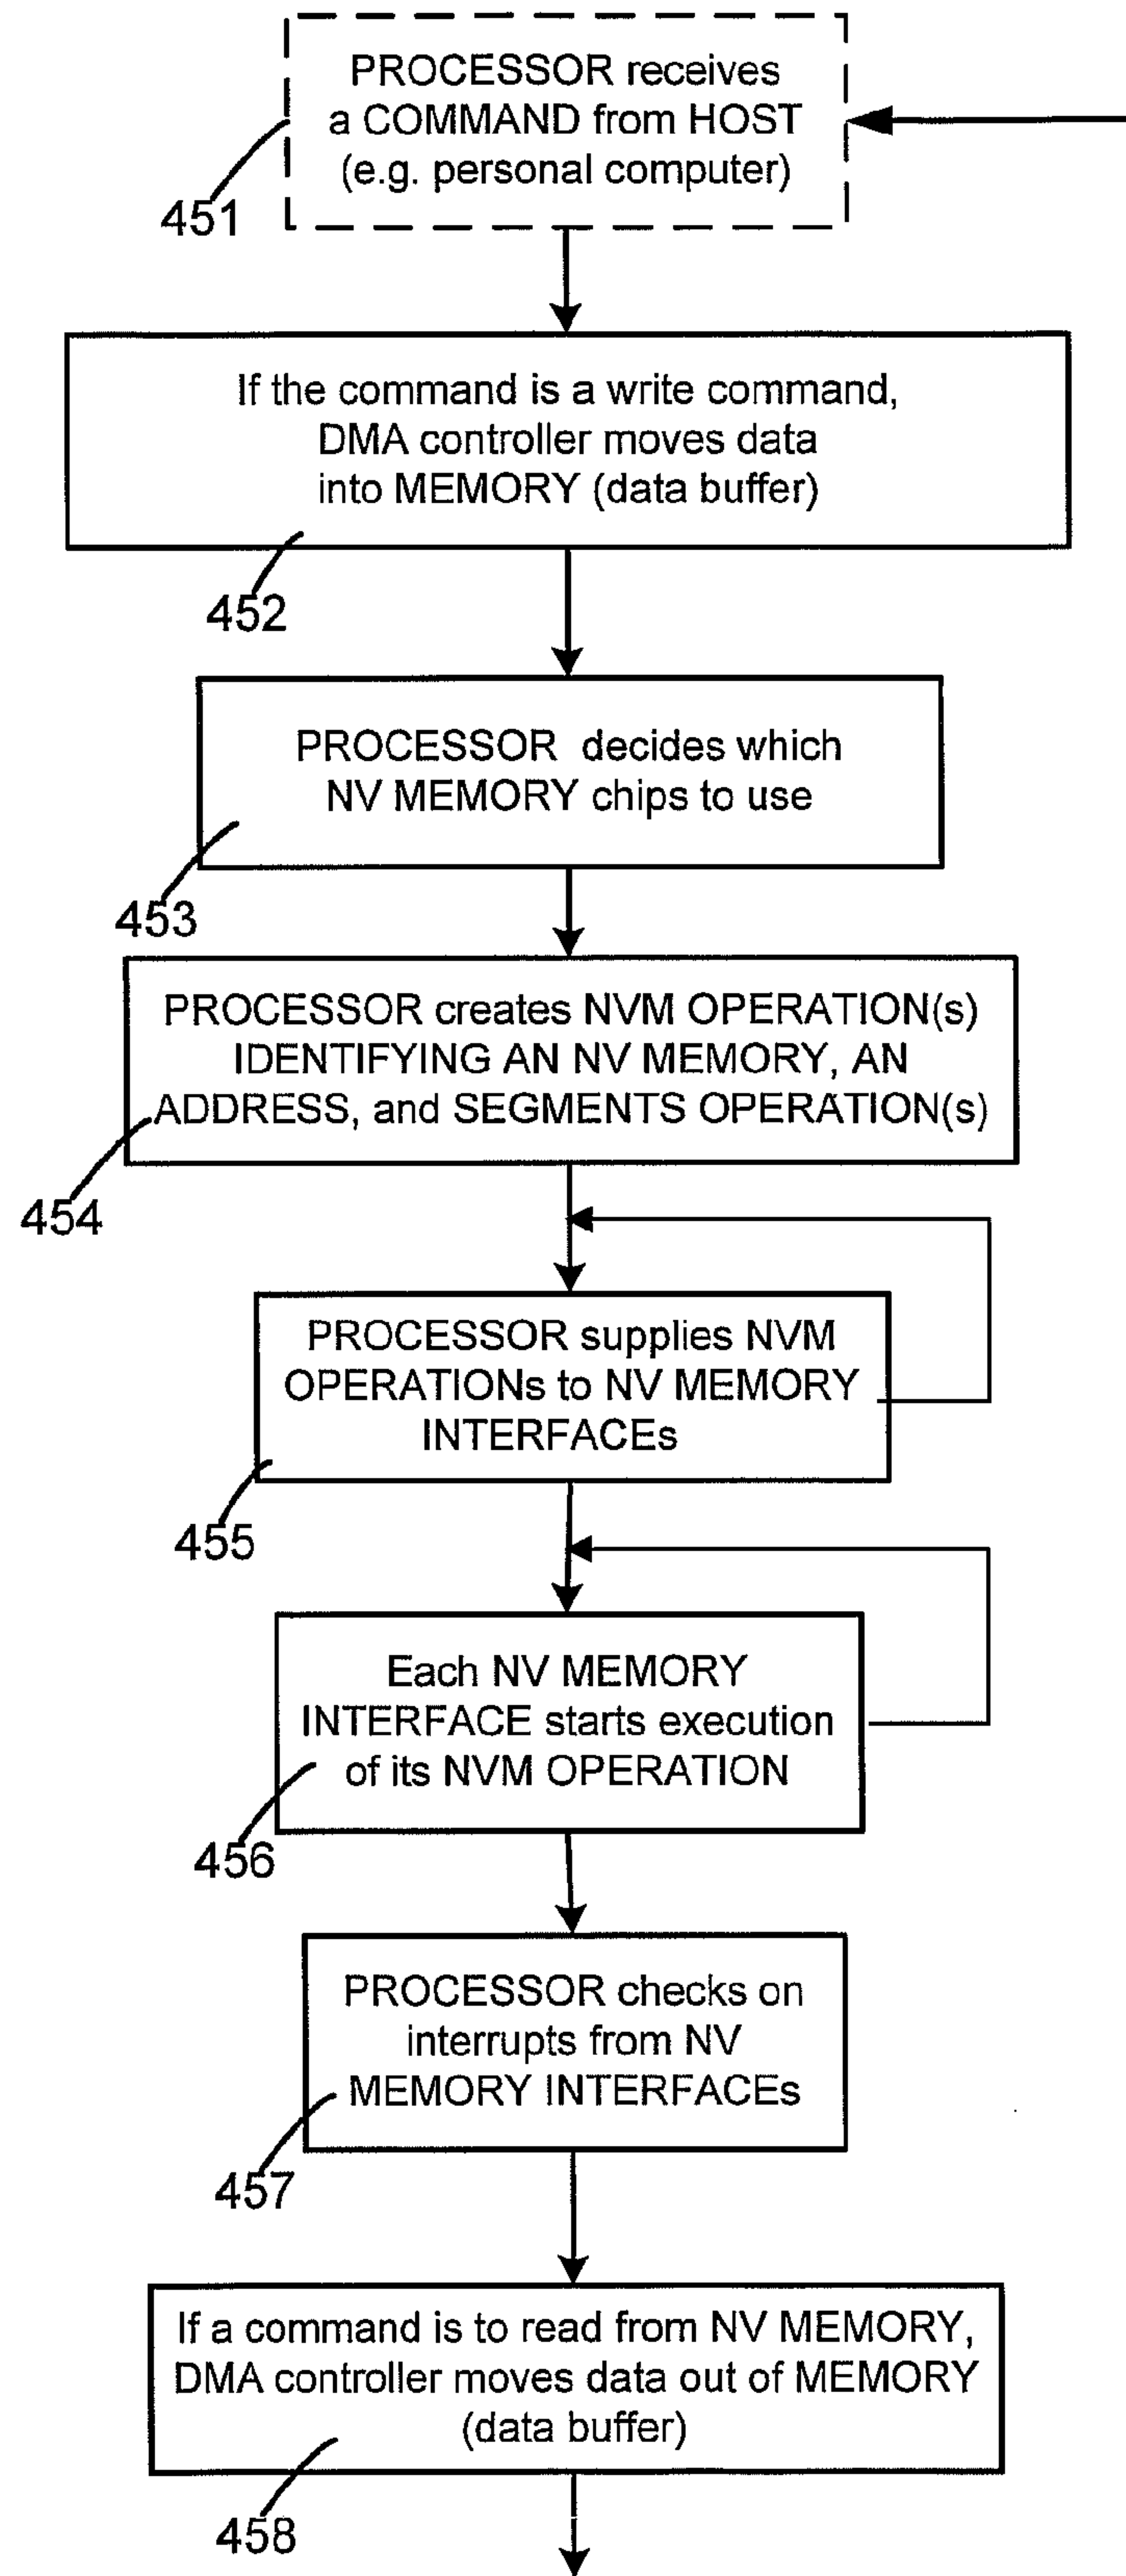 PROCESSOR receives
a COMMAND from HOST
(e.g. personal computer)
451
If the command is a write command,
DMA controller moves data
into MEMORY (data buffer)
452
PROCESSOR decides which
NV MEMORY chips to use
453
PROCESSOR creates NVM OPERATION(s)
IDENTIFYING AN NV MEMORY, AN
ADDRESS, and SEGMENTS OPERATION(s)
454
PROCESSOR supplies NVM
OPERATIONs to NV MEMORY
INTERFACEs
455
Each NV MEMORY
INTERFACE starts execution
of its NVM OPERATION
456
PROCESSOR checks on
interrupts from NV
MEMORY INTERFACEs
457
If a command is to read from NV MEMORY,
DMA controller moves data out of MEMORY
(data buffer)
458